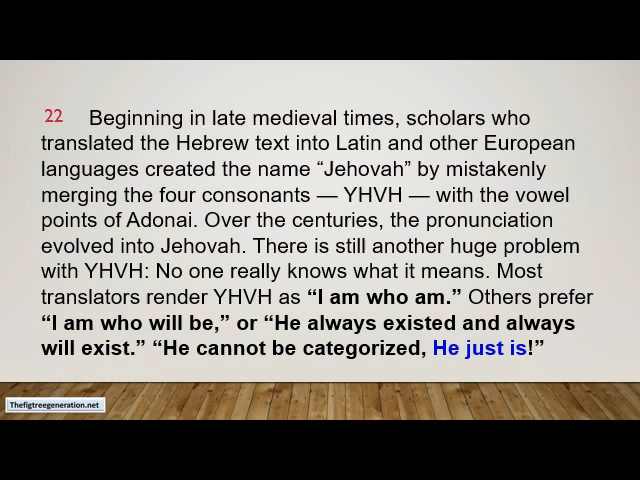 22 Beginning in late medieval times, scholars who
translated the Hebrew text into Latin and other European
languages created the name “Jehovah” by mistakenly
merging the four consonants — YHVH — with the vowel
points of Adonai. Over the centuries, the pronunciation
evolved into Jehovah. There is still another huge problem
with YHVH: No one really knows what it means. Most
translators render YHVH as “I am who am.” Others prefer
“I am who will be,” or “He always existed and always
will exist.” “He cannot be categorized, He just is!”
Thefigtreegeneration.net